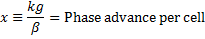 x ≡ kg/β = Phase advance per cell